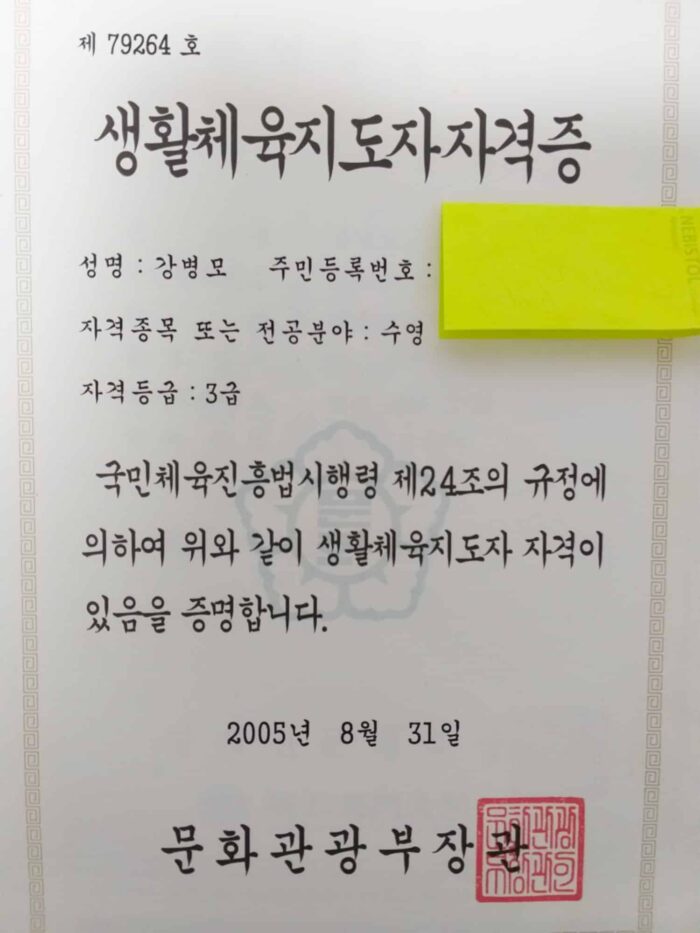 제 79264 호
생활체육지도자자격증
성명 : 강병모 주민등록번호 :
자격종목 또는 전공분야 : 수영
자격등급 : 3급
국민체육진흥법시행령 제24조의 규정에
의하여 위와 같이 생활체육지도자 자격이
있음을 증명합니다.
2005년 8월 31일
문화관광부장관